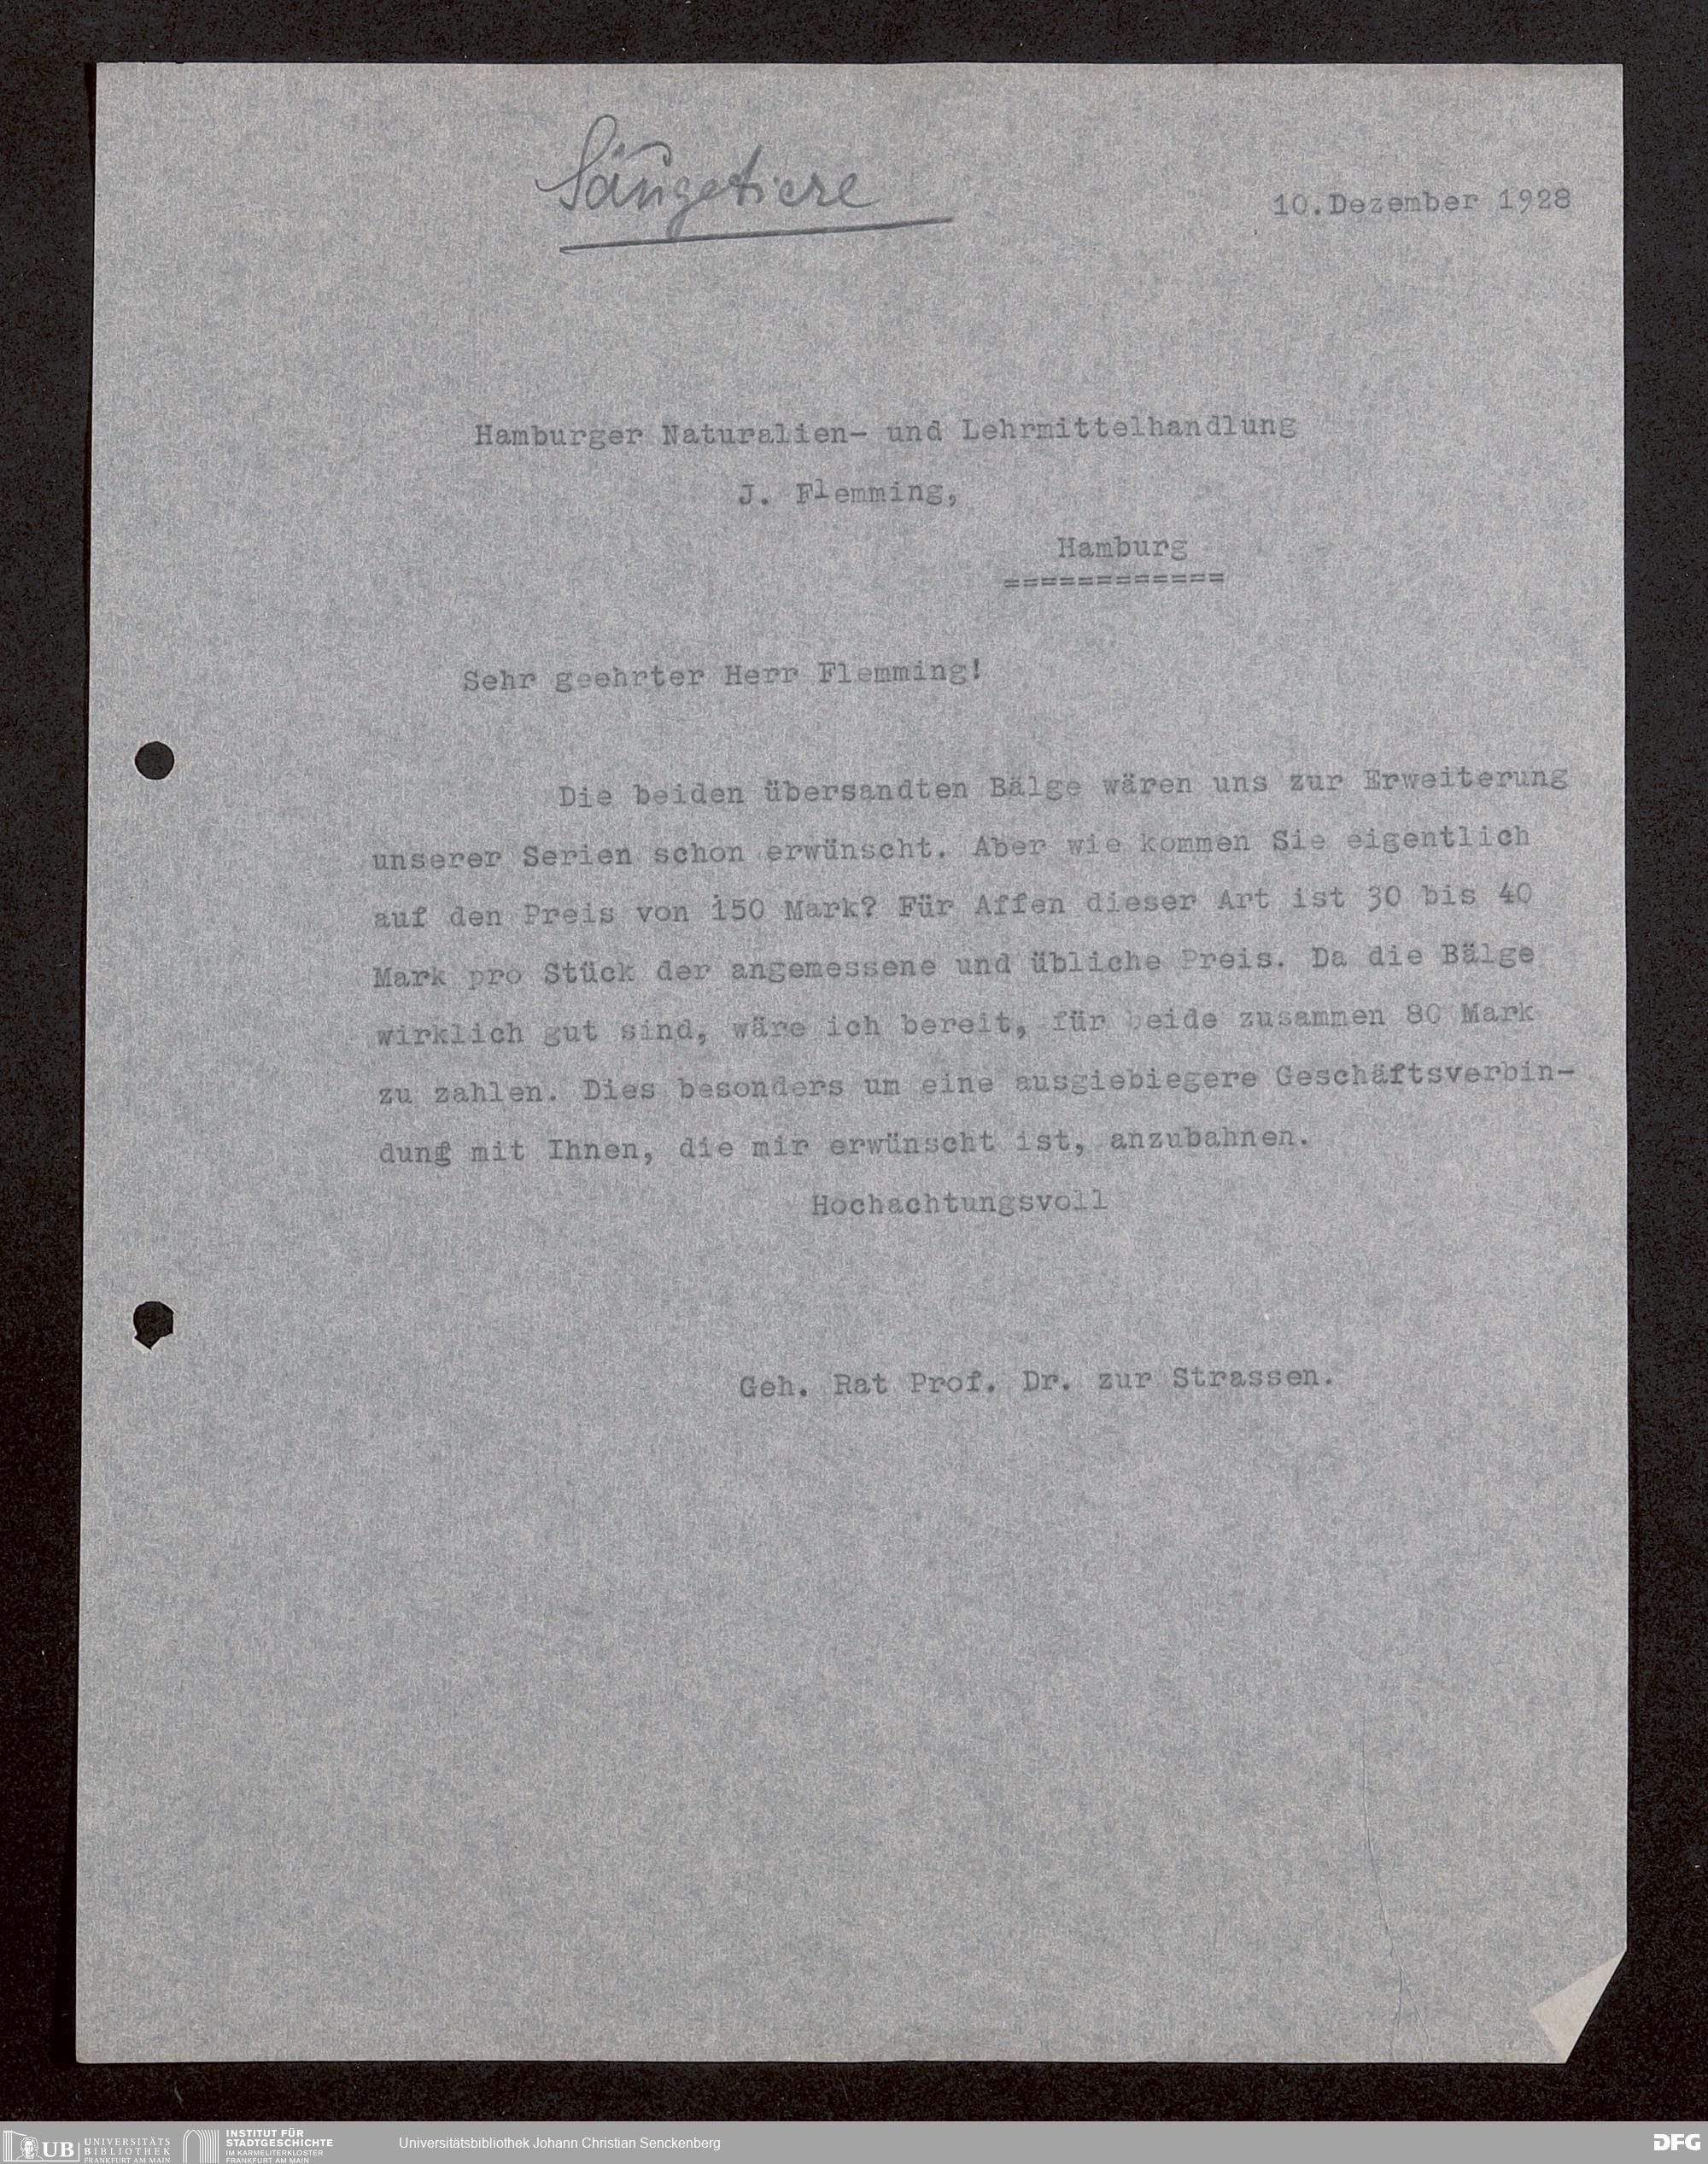 Säugetiere
10.Dezember 1928
Hamburger Naturalien- und Lehrmittelhandlung
J. Flemming,
Hamburg
============
Sehr geehrter Herr Flemming!
Die beiden übersandten Bälge wären uns zur Erweiterung
unserer Serien schon erwünscht. Aber wie kommen Sie eigentlich
auf den Preis von 150 Mark? Für Affen dieser Art ist 30 bis 40
Mark pro Stück der angemessene und übliche Preis. Da die Bälge
wirklich gut sind, wäre ich bereit, für beide zusammen 80 Mark
zu zahlen. Dies besonders um eine ausgiebiegere Geschäftsverbin-
dung mit Ihnen, die mir erwünscht ist, anzubahnen.
Hochachtungsvoll
Geh. Rat Prof. Dr. zur Strassen.
UB UNIVERSITÄTS
BIBLIOTHEK
FRANKFURT AM MAIN
INSTITUT FÜR
STADTGESCHICHTE
IM KARMELITERKLOSTER
FRANKFURT AM MAIN
Universitätsbibliothek Johann Christian Senckenberg
DFG